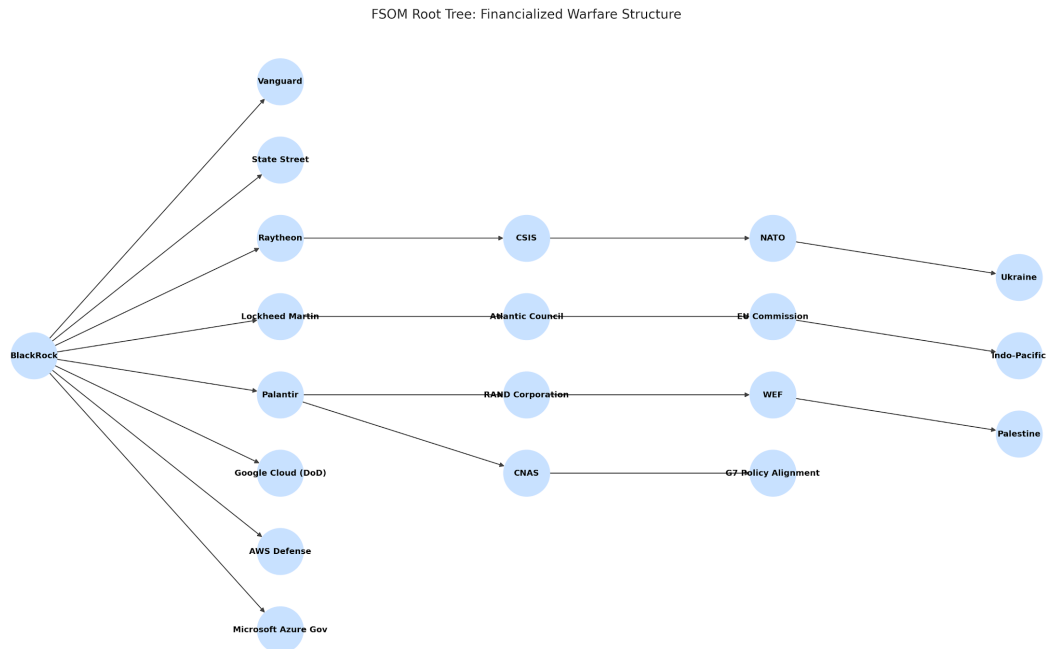 FSOM Root Tree: Financialized Warfare Structure
Vanguard
State Street
Raytheon
CSIS
NATO
Ukraine
Lockheed Martin
Atlantic Council
EU Commission
BlackRock
Indo-Pacific
Palantir
RAND Corporation
WEF
Palestine
Google Cloud (DoD)
CNAS
G7 Policy Alignment
AWS Defense
Microsoft Azure Gov